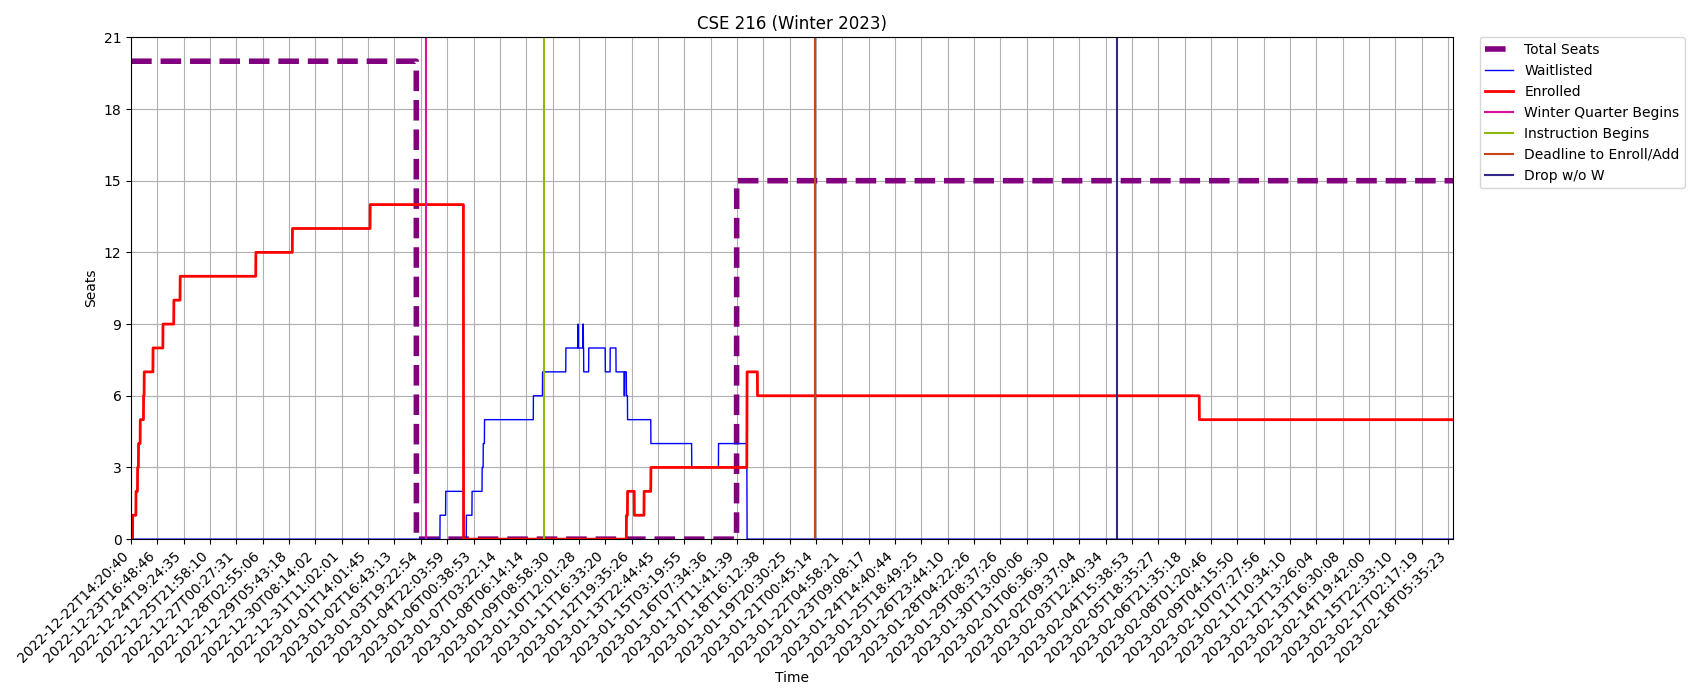 CSE 216 (Winter 2023)
21
18
15
12
9
6
3
0
Seats
2022-12-22T14:20:40
2022-12-23T16:48:46
2022-12-24T19:24:35
2022-12-25T21:58:10
2022-12-27T00:27:31
2022-12-28T02:55:06
2022-12-29T05:43:18
2022-12-30T08:14:02
2022-12-31T11:02:01
2023-01-01T14:01:45
2023-01-02T16:43:13
2023-01-03T19:22:54
2023-01-04T22:03:59
2023-01-06T00:38:53
2023-01-07T03:22:14
2023-01-08T06:14:14
2023-01-09T09:58:30
2023-01-10T12:01:28
2023-01-11T16:33:20
2023-01-12T19:35:26
2023-01-13T22:44:45
2023-01-15T03:19:55
2023-01-16T07:34:36
2023-01-17T11:41:39
2023-01-18T16:12:38
2023-01-19T20:30:25
2023-01-21T00:45:14
2023-01-22T04:58:21
2023-01-23T09:08:17
2023-01-24T14:40:44
2023-01-25T18:49:25
2023-01-26T23:44:10
2023-01-28T04:22:26
2023-01-29T08:37:26
2023-01-30T13:00:06
2023-02-01T06:36:30
2023-02-02T09:37:04
2023-02-03T12:40:34
2023-02-04T15:38:53
2023-02-05T18:35:27
2023-02-06T21:35:18
2023-02-08T01:20:46
2023-02-09T04:15:50
2023-02-10T07:27:56
2023-02-11T10:34:10
2023-02-12T13:26:04
2023-02-13T16:30:08
2023-02-14T19:42:00
2023-02-15T22:33:10
2023-02-17T02:17:19
2023-02-18T05:35:23
Time
Total Seats
Waitlisted
Enrolled
Winter Quarter Begins
Instruction Begins
Deadline to Enroll/Add
Drop w/o W